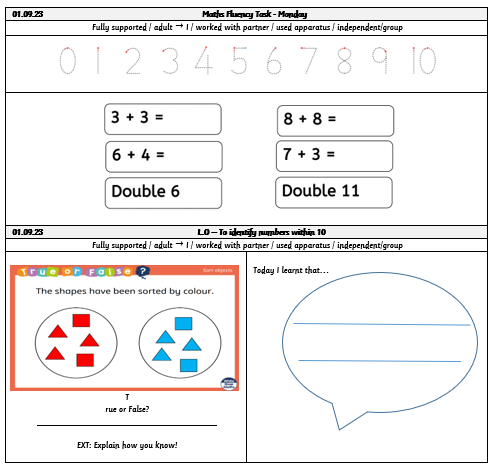 01.09.23 Maths Fluency Task - Monday
Fully supported / adult → I / worked with partner / used apparatus / independent/group
0 1 2 3 4 5 6 7 8 9 10
3 + 3 = 8 + 8 =
6 + 4 = 7 + 3 =
Double 6 Double 11
01.09.23 L.O – To identify numbers within 10
Fully supported / adult → I / worked with partner / used apparatus / independent/group
True or False? Sort objects
The shapes have been sorted by colour.
T
rue or False?
EXT: Explain how you know!
Today I learnt that...